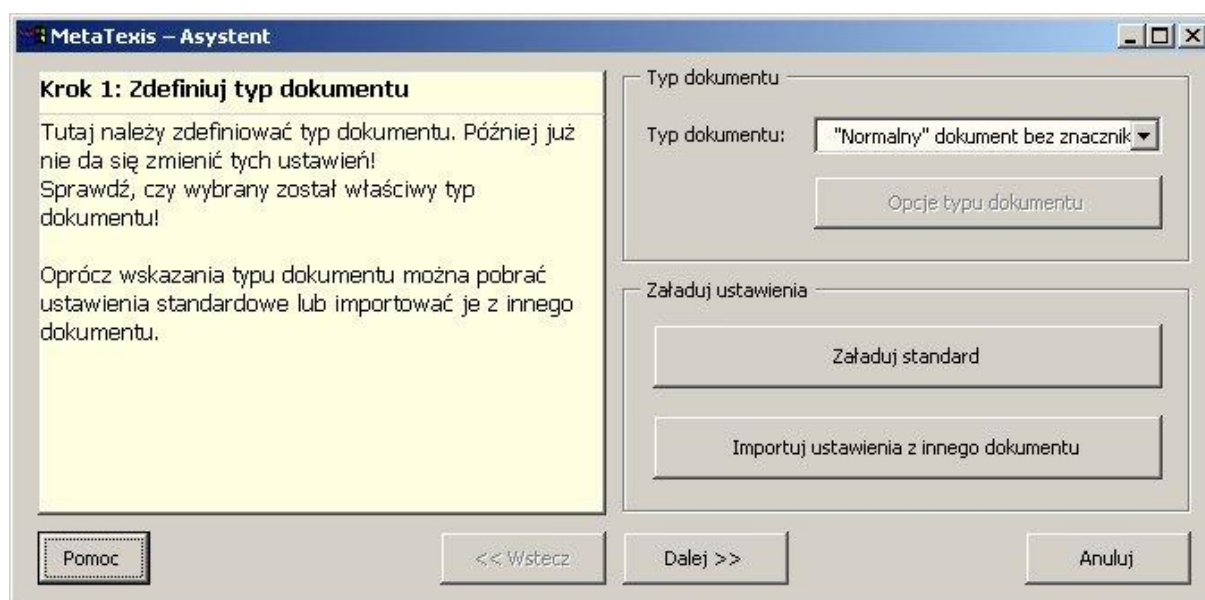 MetaTexis – Asystent
Krok 1: Zdefiniuj typ dokumentu
Tutaj należy zdefiniować typ dokumentu. Później już
nie da się zmienić tych ustawień!
Sprawdź, czy wybrany został właściwy typ
dokumentu!
Oprócz wskazania typu dokumentu można pobrać
ustawienia standardowe lub importować je z innego
dokumentu.
Typ dokumentu
Typ dokumentu:
"Normalny" dokument bez znacznik
Opcje typu dokumentu
Załaduj ustawienia
Załaduj standard
Importuj ustawienia z innego dokumentu
Pomoc
<< Wstecz
Dalej >>
Anuluj